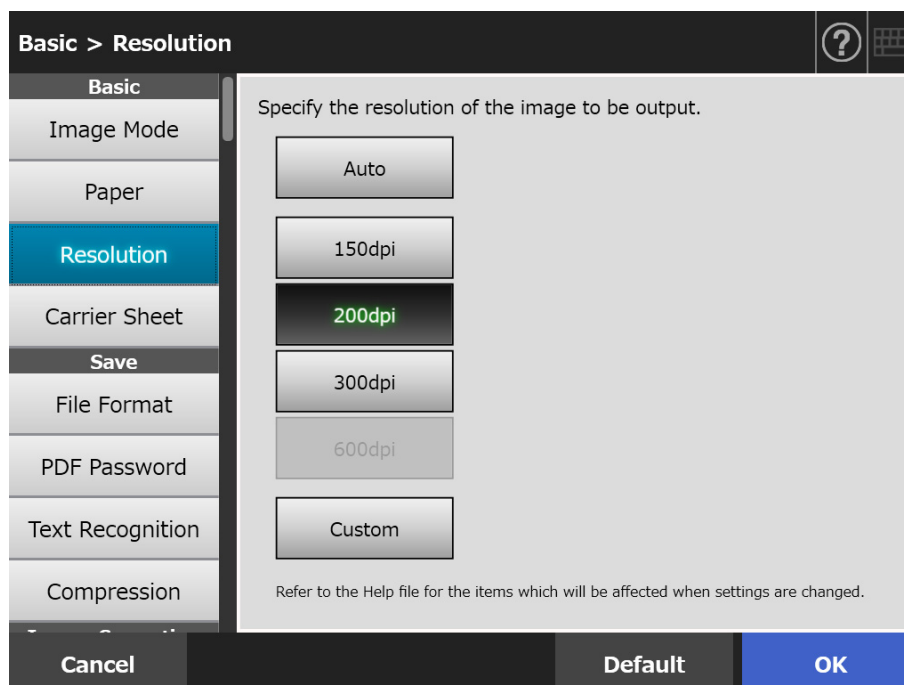 Basic > Resolution
?
Basic
Image Mode
Paper
Resolution
Carrier Sheet
Save
File Format
PDF Password
Text Recognition
Compression
Specify the resolution of the image to be output.
Auto
150dpi
200dpi
300dpi
600dpi
Custom
Refer to the Help file for the items which will be affected when settings are changed.
Cancel
Default
OK